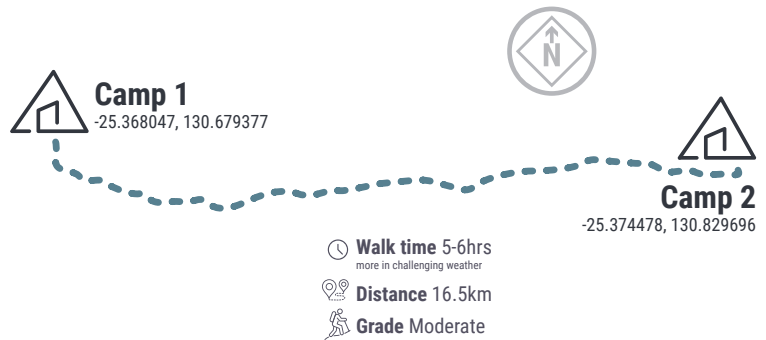 N
Camp 1
-25.368047, 130.679377
Camp 2
-25.374478, 130.829696
Walk time 5-6hrs
more in challenging weather
Distance 16.5km
Grade Moderate